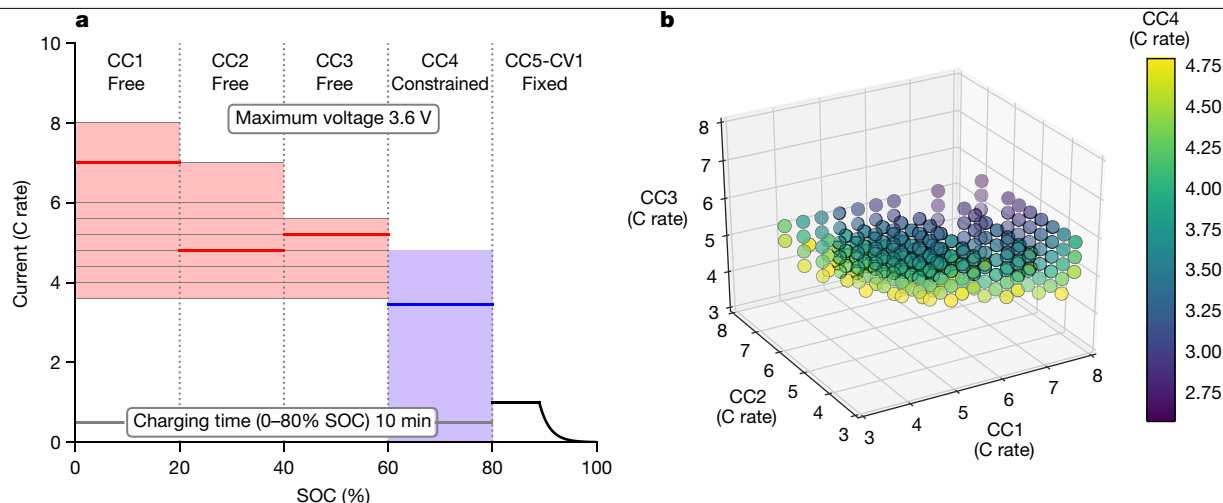 a
10
8
6
4
2
0
Current (C rate)
CC1
Free
CC2
Free
CC3
Free
CC4
Constrained
CC5-CV1
Fixed
Maximum voltage 3.6 V
Charging time (0–80% SOC) 10 min
0
20
40
60
80
100
SOC (%)
b
8
7
6
5
4
3
CC3
(C rate)
8
7
6
5
4
3
CC2
(C rate)
3
4
5
6
7
8
CC1
(C rate)
CC4
(C rate)
4.75
4.50
4.25
4.00
3.75
3.50
3.25
3.00
2.75